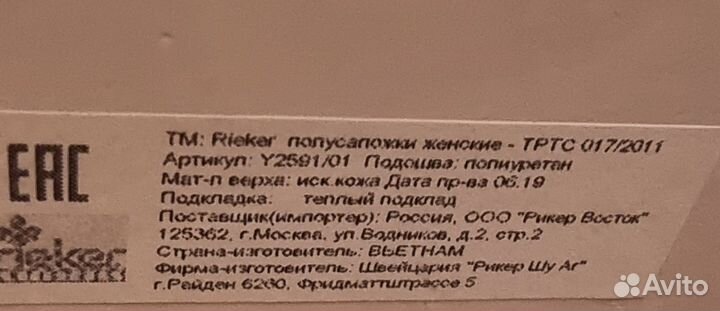 ТМ: Rieker полусапожки женские - ТРТС 017/2011
Артикул: Y2591/01 Подошва: полиуретан
Мат-л верха: иск.кожа Дата пр-ва 06.19
Подкладка: теплый подклад
Поставщик(импортер): Россия, ООО "Рикер Восток"
125362, г.Москва, ул.Водников, д.2, стр.2
Страна-изготовитель: ВЬЕТНАМ
Фирма-изготовитель: Швейцария "Рикер Шу Аг"
г.Райден 6260, Фридматтштрассе 5
EAC
rieker
Avito